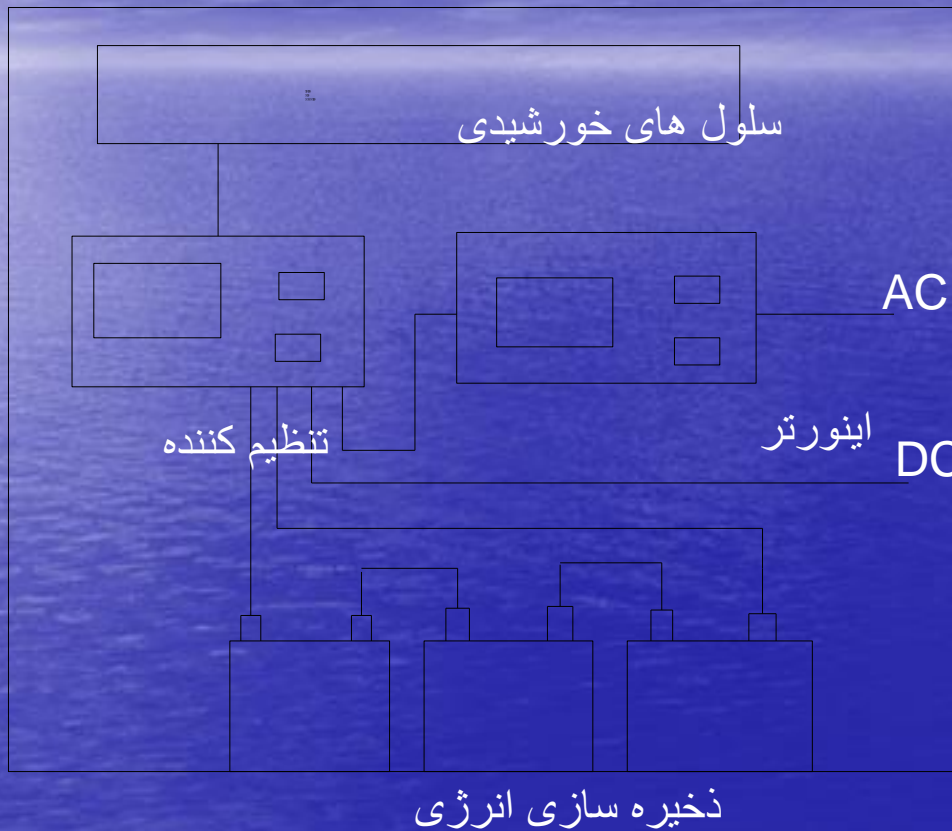 سلول های خورشیدی
AC
تنظیم کننده
اینورتر
DC
ذخیره سازی انرژی